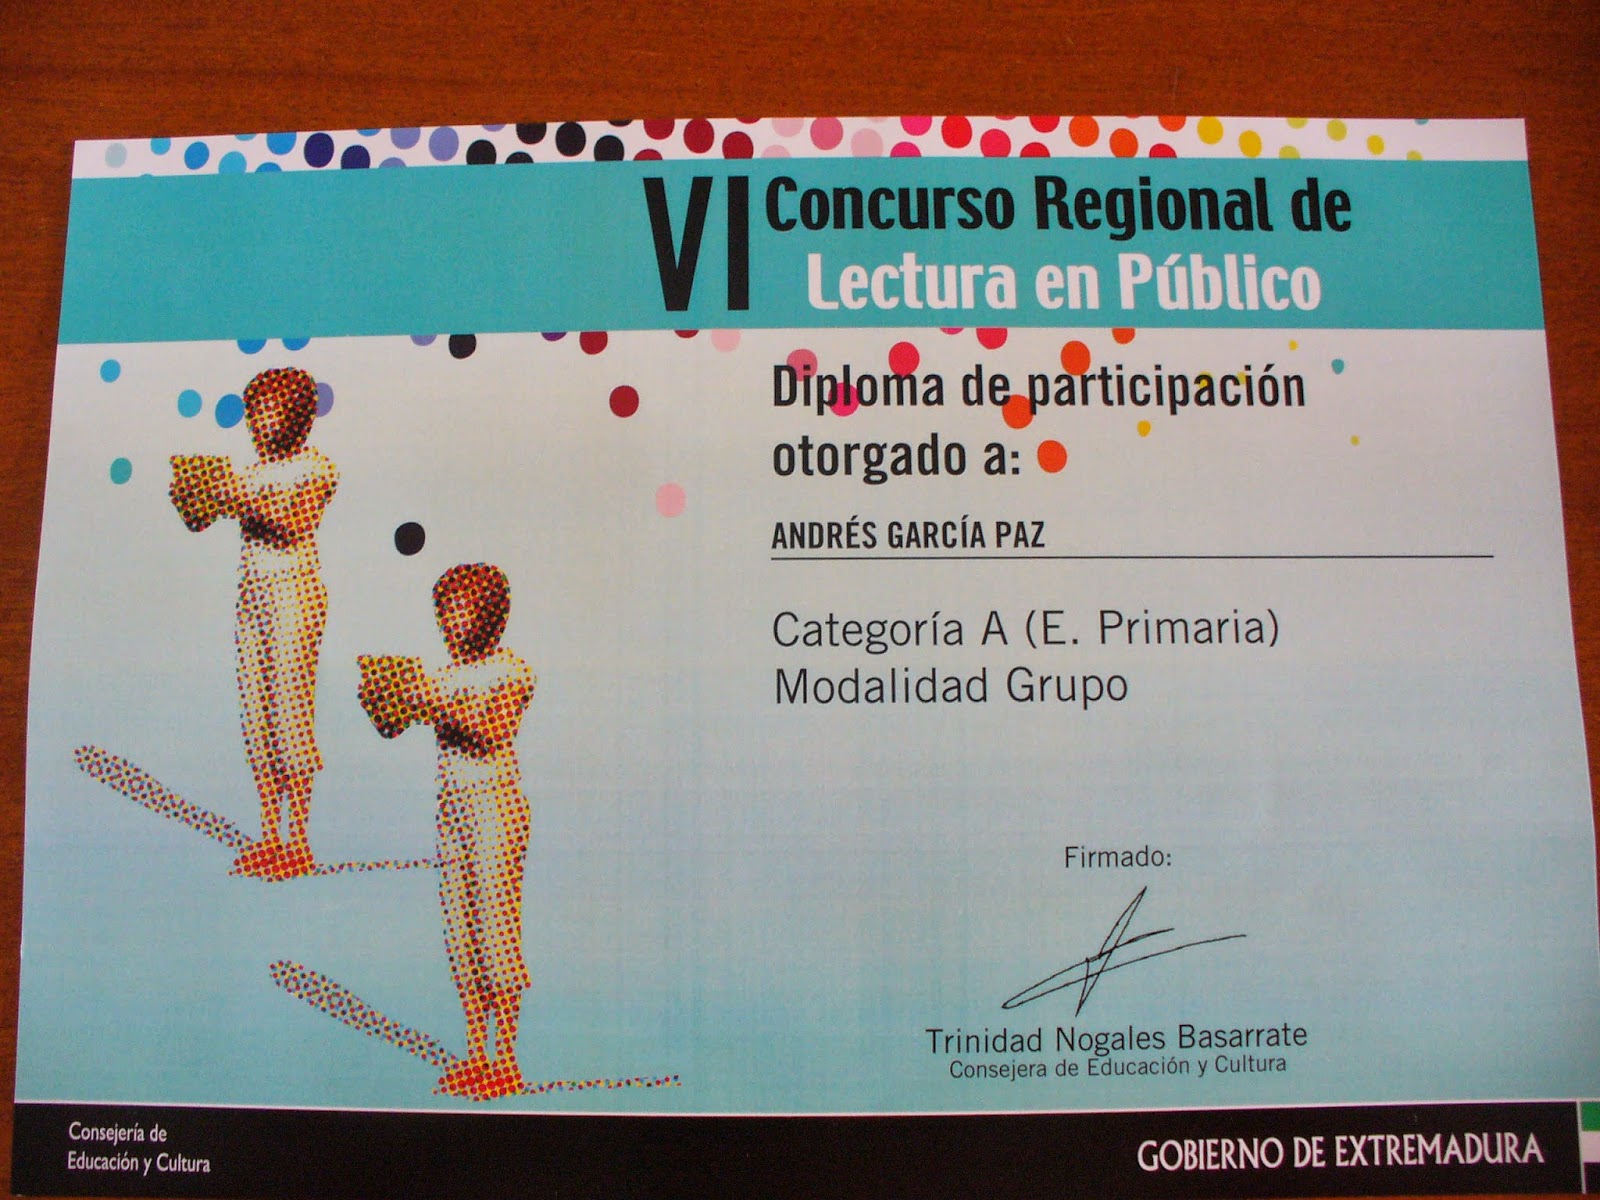 VI Concurso Regional de
Lectura en Público
Diploma de participación
otorgado a:
ANDRÉS GARCÍA PAZ
Categoría A (E. Primaria)
Modalidad Grupo
Firmado:
Trinidad Nogales Basarrate
Consejera de Educación y Cultura
Consejería de
Educación y Cultura
GOBIERNO DE EXTREMADURA